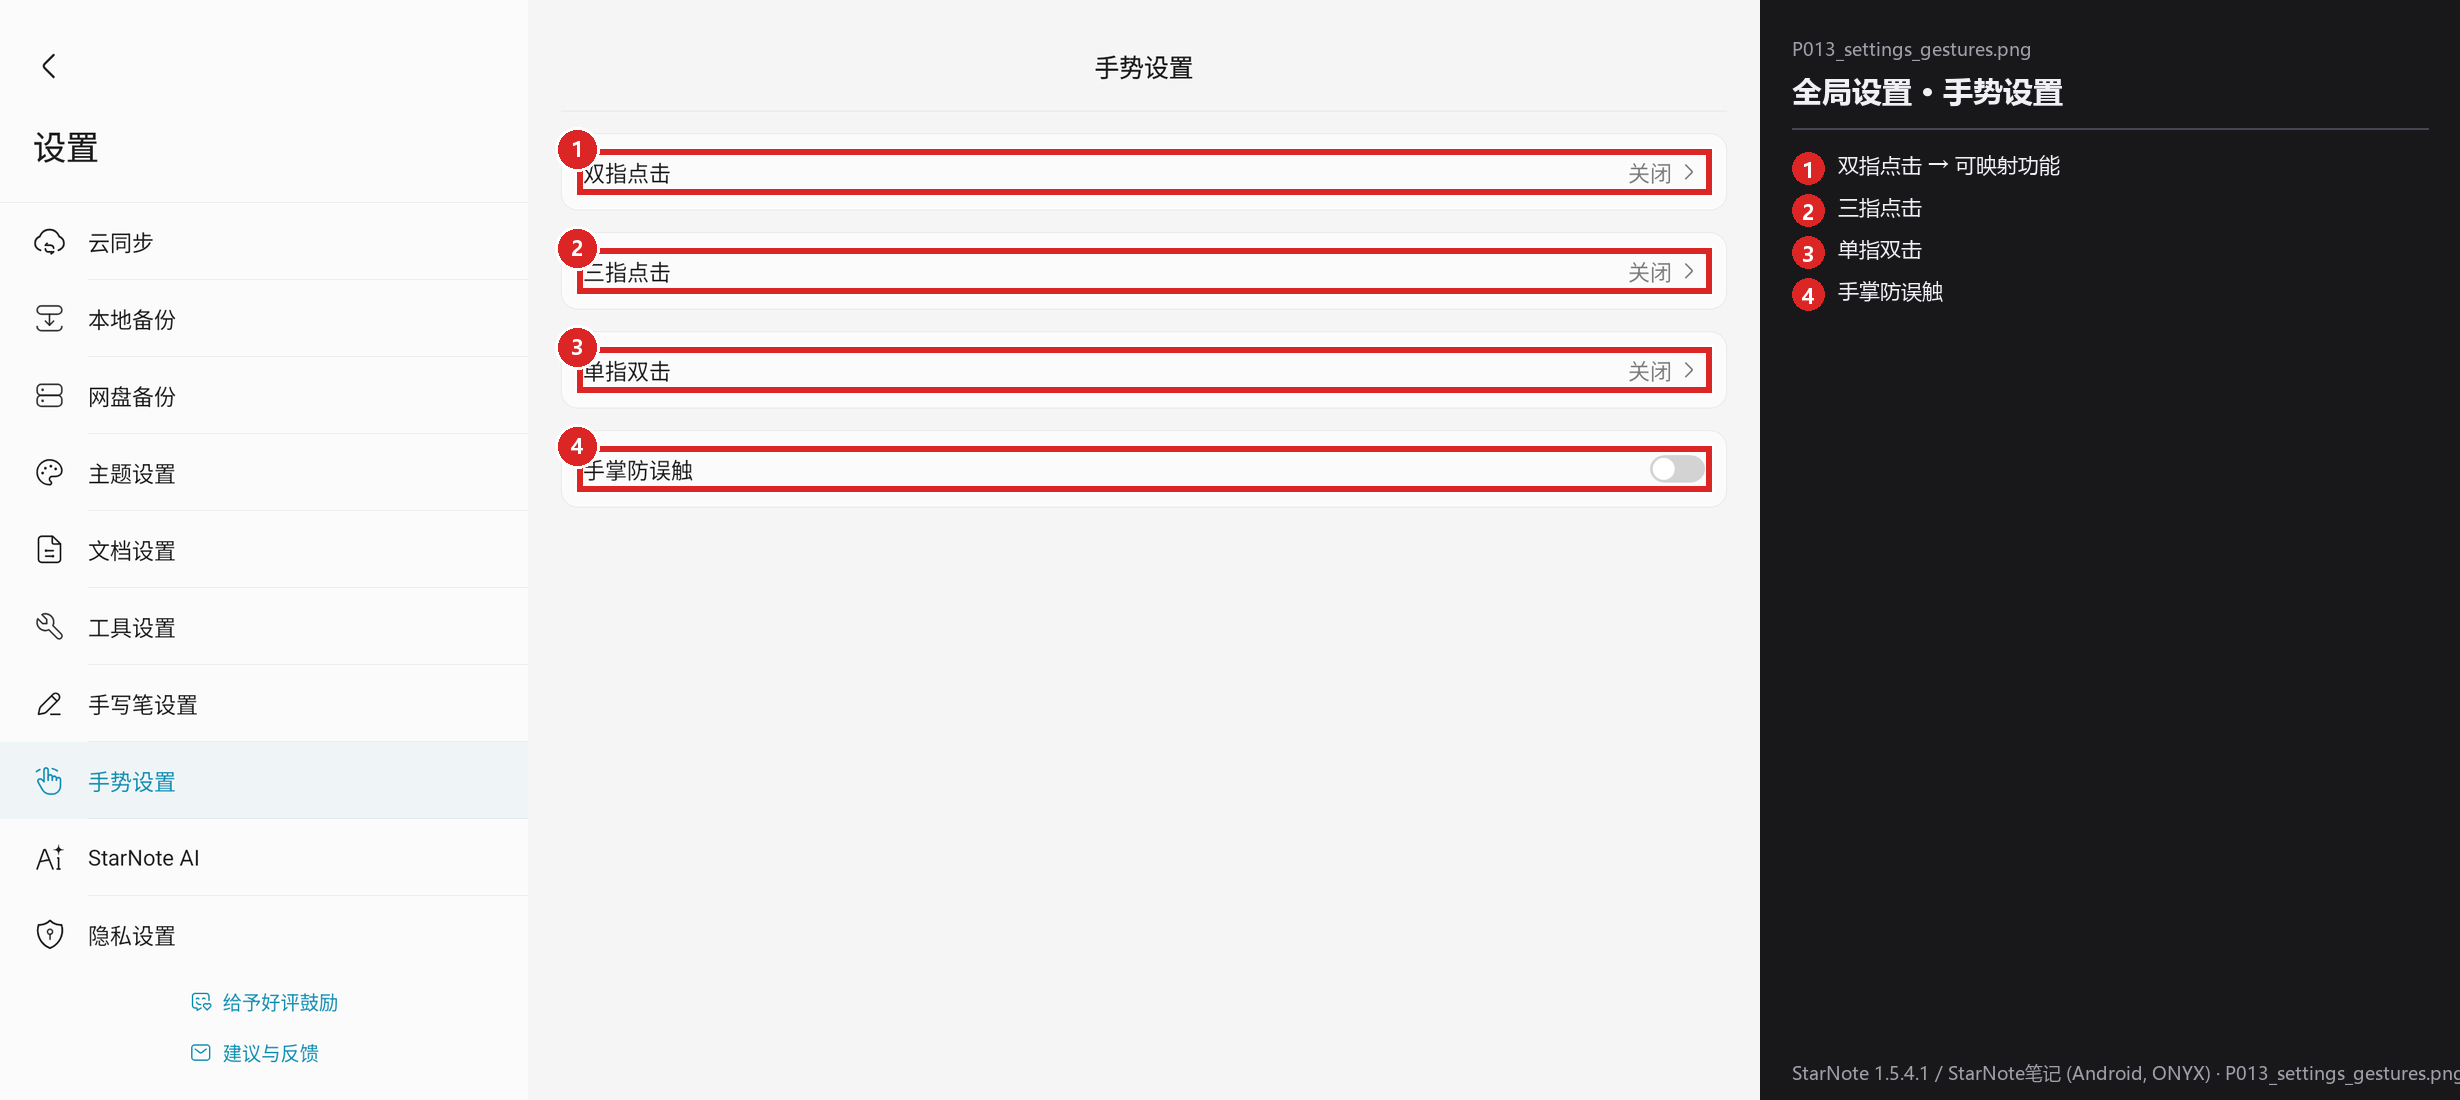 设置
云同步
本地备份
网盘备份
主题设置
文档设置
工具设置
手写笔设置
手势设置
StarNote AI
隐私设置
给予好评鼓励
建议与反馈
手势设置
1
双指点击 关闭
2
三指点击 关闭
3
单指双击 关闭
4
手掌防误触
P013_settings_gestures.png
全局设置・手势设置
1 双指点击 → 可映射功能
2 三指点击
3 单指双击
4 手掌防误触
StarNote 1.5.4.1 / StarNote笔记 (Android, ONYX) · P013_settings_gestures.png